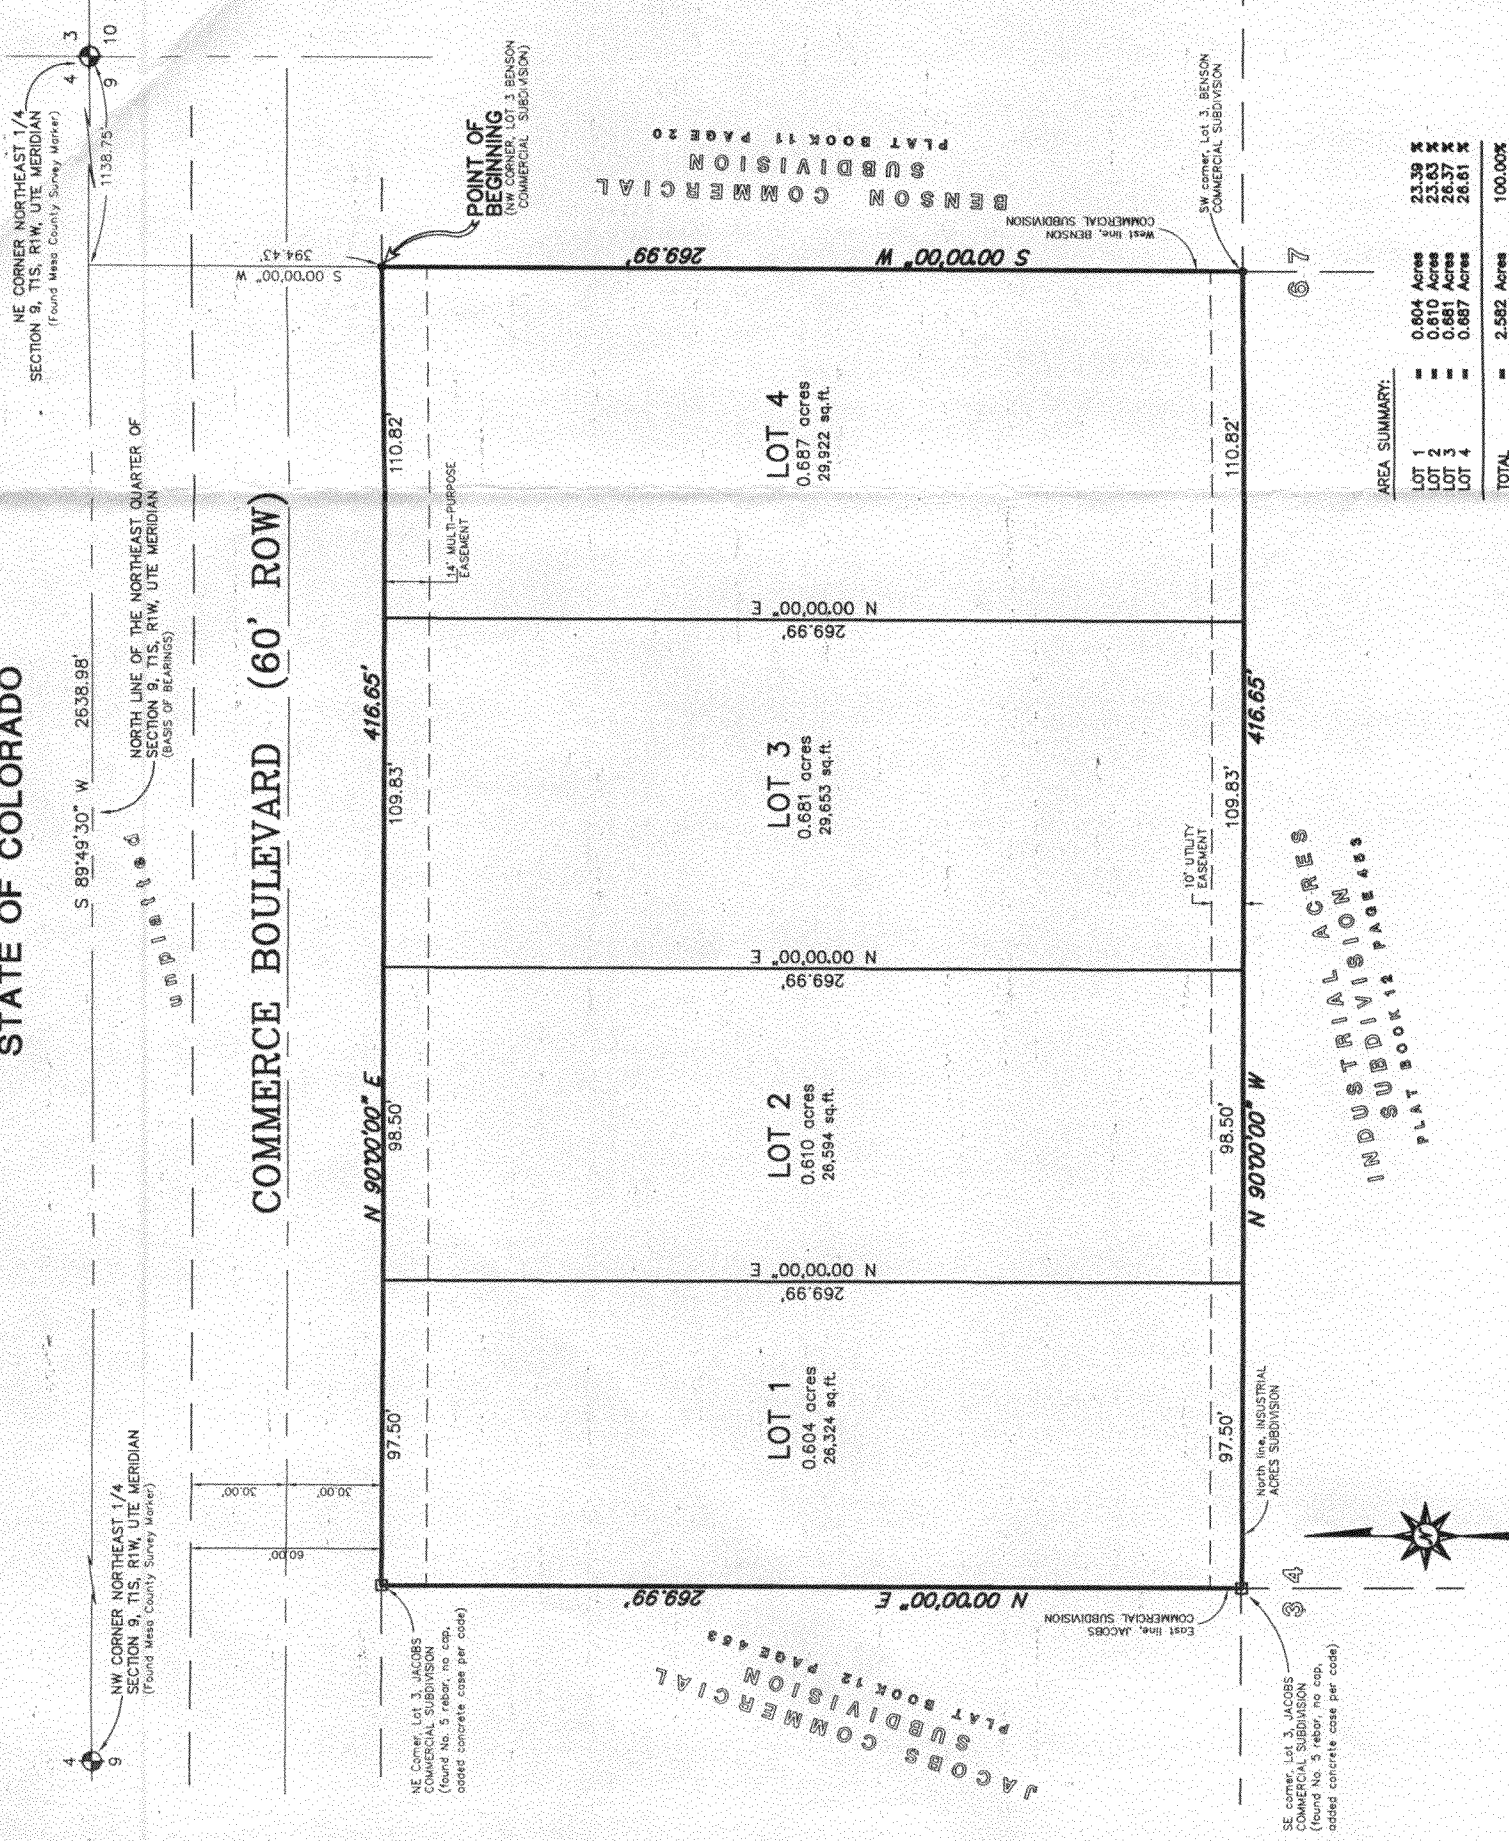 STATE OF COLORADO
NE CORNER NORTHEAST 1/4
SECTION 9, T1S, R1W, UTE MERIDIAN
(Found Mesa County Survey Marker)
4 3
9 10
1138.75'
S 89°49'30" W 2638.98'
NORTH LINE OF THE NORTHEAST QUARTER OF
SECTION 9, T1S, R1W, UTE MERIDIAN
(BASIS OF BEARINGS)
unplatted
NW CORNER NORTHEAST 1/4
SECTION 9, T1S, R1W, UTE MERIDIAN
(Found Mesa County Survey Marker)
4
9
COMMERCE BOULEVARD (60' ROW)
30.00'
30.00'
60.00'
S 00°00'00" W
394.43'
POINT OF
BEGINNING
(NW CORNER, LOT 3 BENSON
COMMERCIAL SUBDIVISION)
N 90°00'00" E
416.65'
97.50'
98.50'
109.83'
110.82'
14' MULTI-PURPOSE
EASEMENT
NE Corner, Lot 3, JACOBS
COMMERCIAL SUBDIVISION
(found No. 5 rebar, no cap,
added concrete case per code)
JACOBS COMMERCIAL
SUBDIVISION
PLAT BOOK 12 PAGE 453
N 00°00'00" E
269.99'
East line, JACOBS
COMMERCIAL SUBDIVISION
LOT 1
0.604 acres
26,324 sq.ft.
N 00°00'00" E
269.99'
LOT 2
0.610 acres
26,594 sq.ft.
N 00°00'00" E
269.99'
LOT 3
0.681 acres
29,653 sq.ft.
N 00°00'00" E
269.99'
LOT 4
0.687 acres
29,922 sq.ft.
S 00°00'00" W
269.99'
BENSON COMMERCIAL
SUBDIVISION
PLAT BOOK 11 PAGE 20
West line, BENSON
COMMERCIAL SUBDIVISION
SW corner, Lot 3, BENSON
COMMERCIAL SUBDIVISION
10' UTILITY
EASEMENT
97.50'
98.50'
109.83'
110.82'
N 90°00'00" W
416.65'
North line, INSUSTRIAL
ACRES SUBDIVISION
3 4
6 7
SE corner, Lot 3, JACOBS
COMMERCIAL SUBDIVISION
(found No. 5 rebar, no cap,
added concrete case per code)
INDUSTRIAL ACRES
SUBDIVISION
PLAT BOOK 12 PAGE 453
N
AREA SUMMARY:
LOT 1 = 0.604 Acres 23.39 %
LOT 2 = 0.610 Acres 23.63 %
LOT 3 = 0.681 Acres 26.37 %
LOT 4 = 0.687 Acres 26.61 %
TOTAL = 2.582 Acres 100.00%